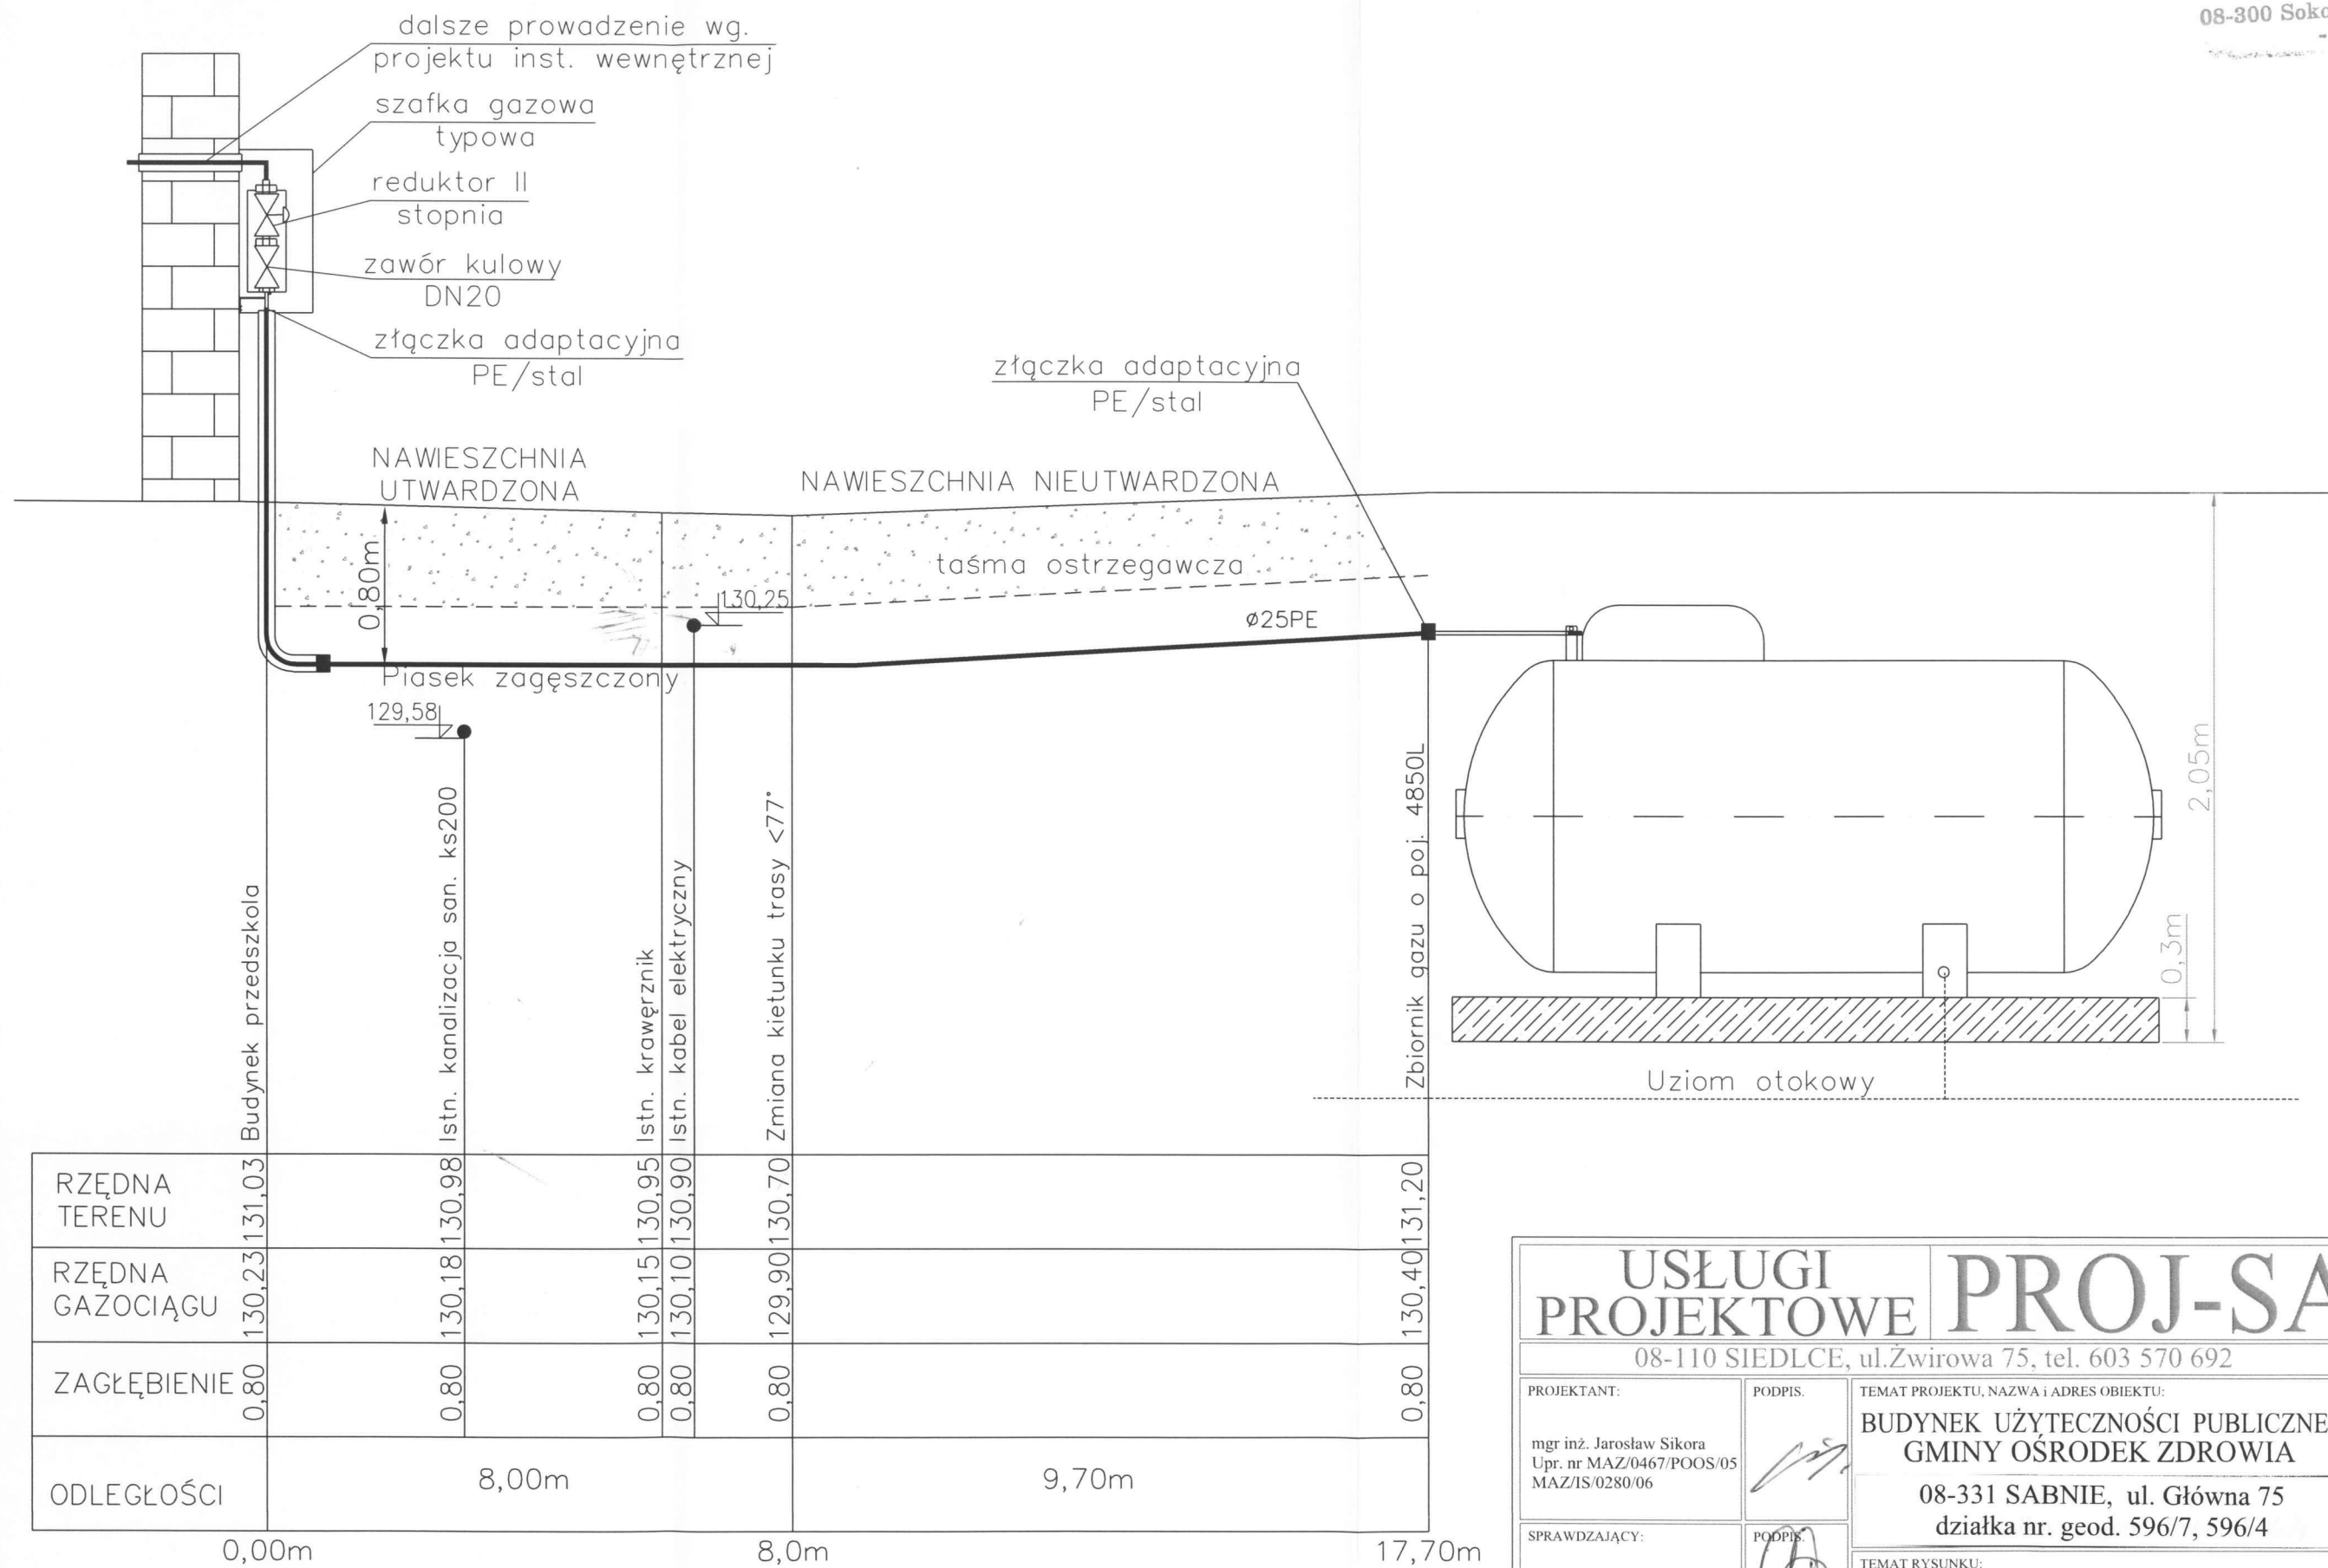 08-300
dalsze prowadzenie wg.
projektu inst. wewnętrznej
szafka gazowa
typowa
reduktor II
stopnia
zawór kulowy
DN20
złączka adaptacyjna
PE/stal
złączka adaptacyjna
PE/stal
NAWIESZCHNIA
UTWARDZONA
NAWIESZCHNIA NIEUTWARDZONA
0,80m
taśma ostrzegawcza
130,25
ø25PE
Piasek zagęszczony
129,58
Budynek przedszkola
Istn. kanalizacja san. ks200
Istn. krawęrznik
Istn. kabel elektryczny
Zmiana kietunku trasy <77°
Zbiornik gazu o poj. 4850L
2,05m
0,3m
Uziom otokowy
RZĘDNA
TERENU
131,03
130,98
130,95
130,90
130,70
131,20
RZĘDNA
GAZOCIĄGU
130,23
130,18
130,15
130,10
129,90
130,40
ZAGŁĘBIENIE
0,80
0,80
0,80
0,80
0,80
0,80
ODLEGŁOŚCI
8,00m
9,70m
0,00m
8,0m
17,70m
USŁUGI
PROJEKTOWE
PROJ-SA
08-110 SIEDLCE, ul.Żwirowa 75, tel. 603 570 692
PROJEKTANT:
PODPIS.
mgr inż. Jarosław Sikora
Upr. nr MAZ/0467/POOS/05
MAZ/IS/0280/06
TEMAT PROJEKTU, NAZWA i ADRES OBIEKTU:
BUDYNEK UŻYTECZNOŚCI PUBLICZNE
GMINY OŚRODEK ZDROWIA
08-331 SABNIE, ul. Główna 75
działka nr. geod. 596/7, 596/4
SPRAWDZAJĄCY:
PODPIS.
TEMAT RYSUNKU: